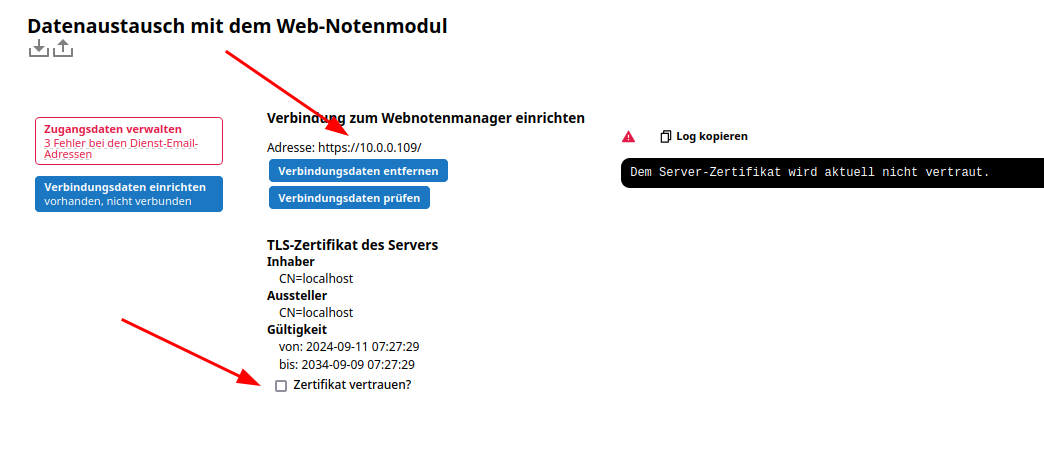 Datenaustausch mit dem Web-Notenmodul
Zugangsdaten verwalten
3 Fehler bei den Dienst-Email-
Adressen
Verbindungsdaten einrichten
vorhanden, nicht verbunden
Verbindung zum Webnotenmanager einrichten
Adresse: https://10.0.0.109/
Verbindungsdaten entfernen
Verbindungsdaten prüfen
TLS-Zertifikat des Servers
Inhaber
CN=localhost
Aussteller
CN=localhost
Gültigkeit
von: 2024-09-11 07:27:29
bis: 2034-09-09 07:27:29
Zertifikat vertrauen?
Log kopieren
Dem Server-Zertifikat wird aktuell nicht vertraut.